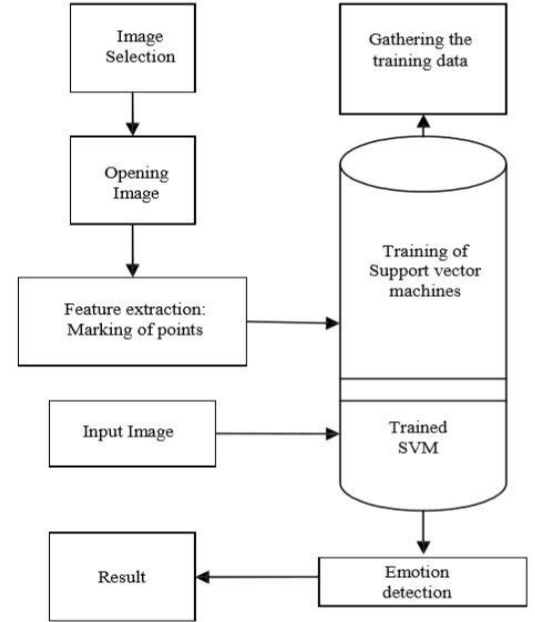 Image
Selection
Gathering the
training data
Opening
Image
Training of
Support vector
machines
Feature extraction:
Marking of points
Input Image
Trained
SVM
Result
Emotion
detection